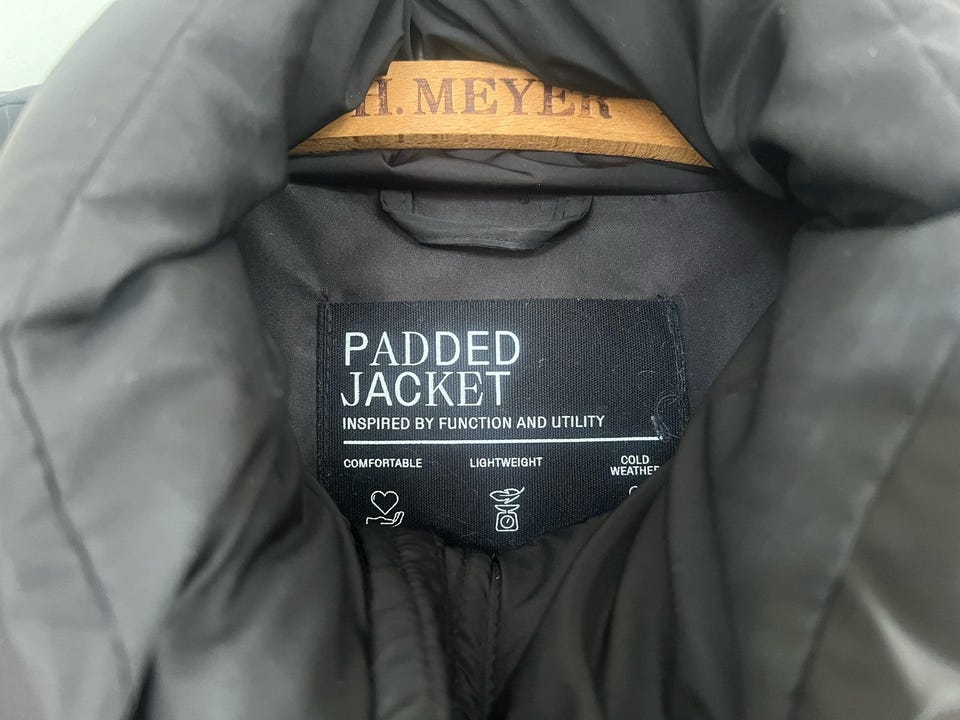 H. MEYER
PADDED
JACKET
INSPIRED BY FUNCTION AND UTILITY
COMFORTABLE LIGHTWEIGHT COLD
WEATHER